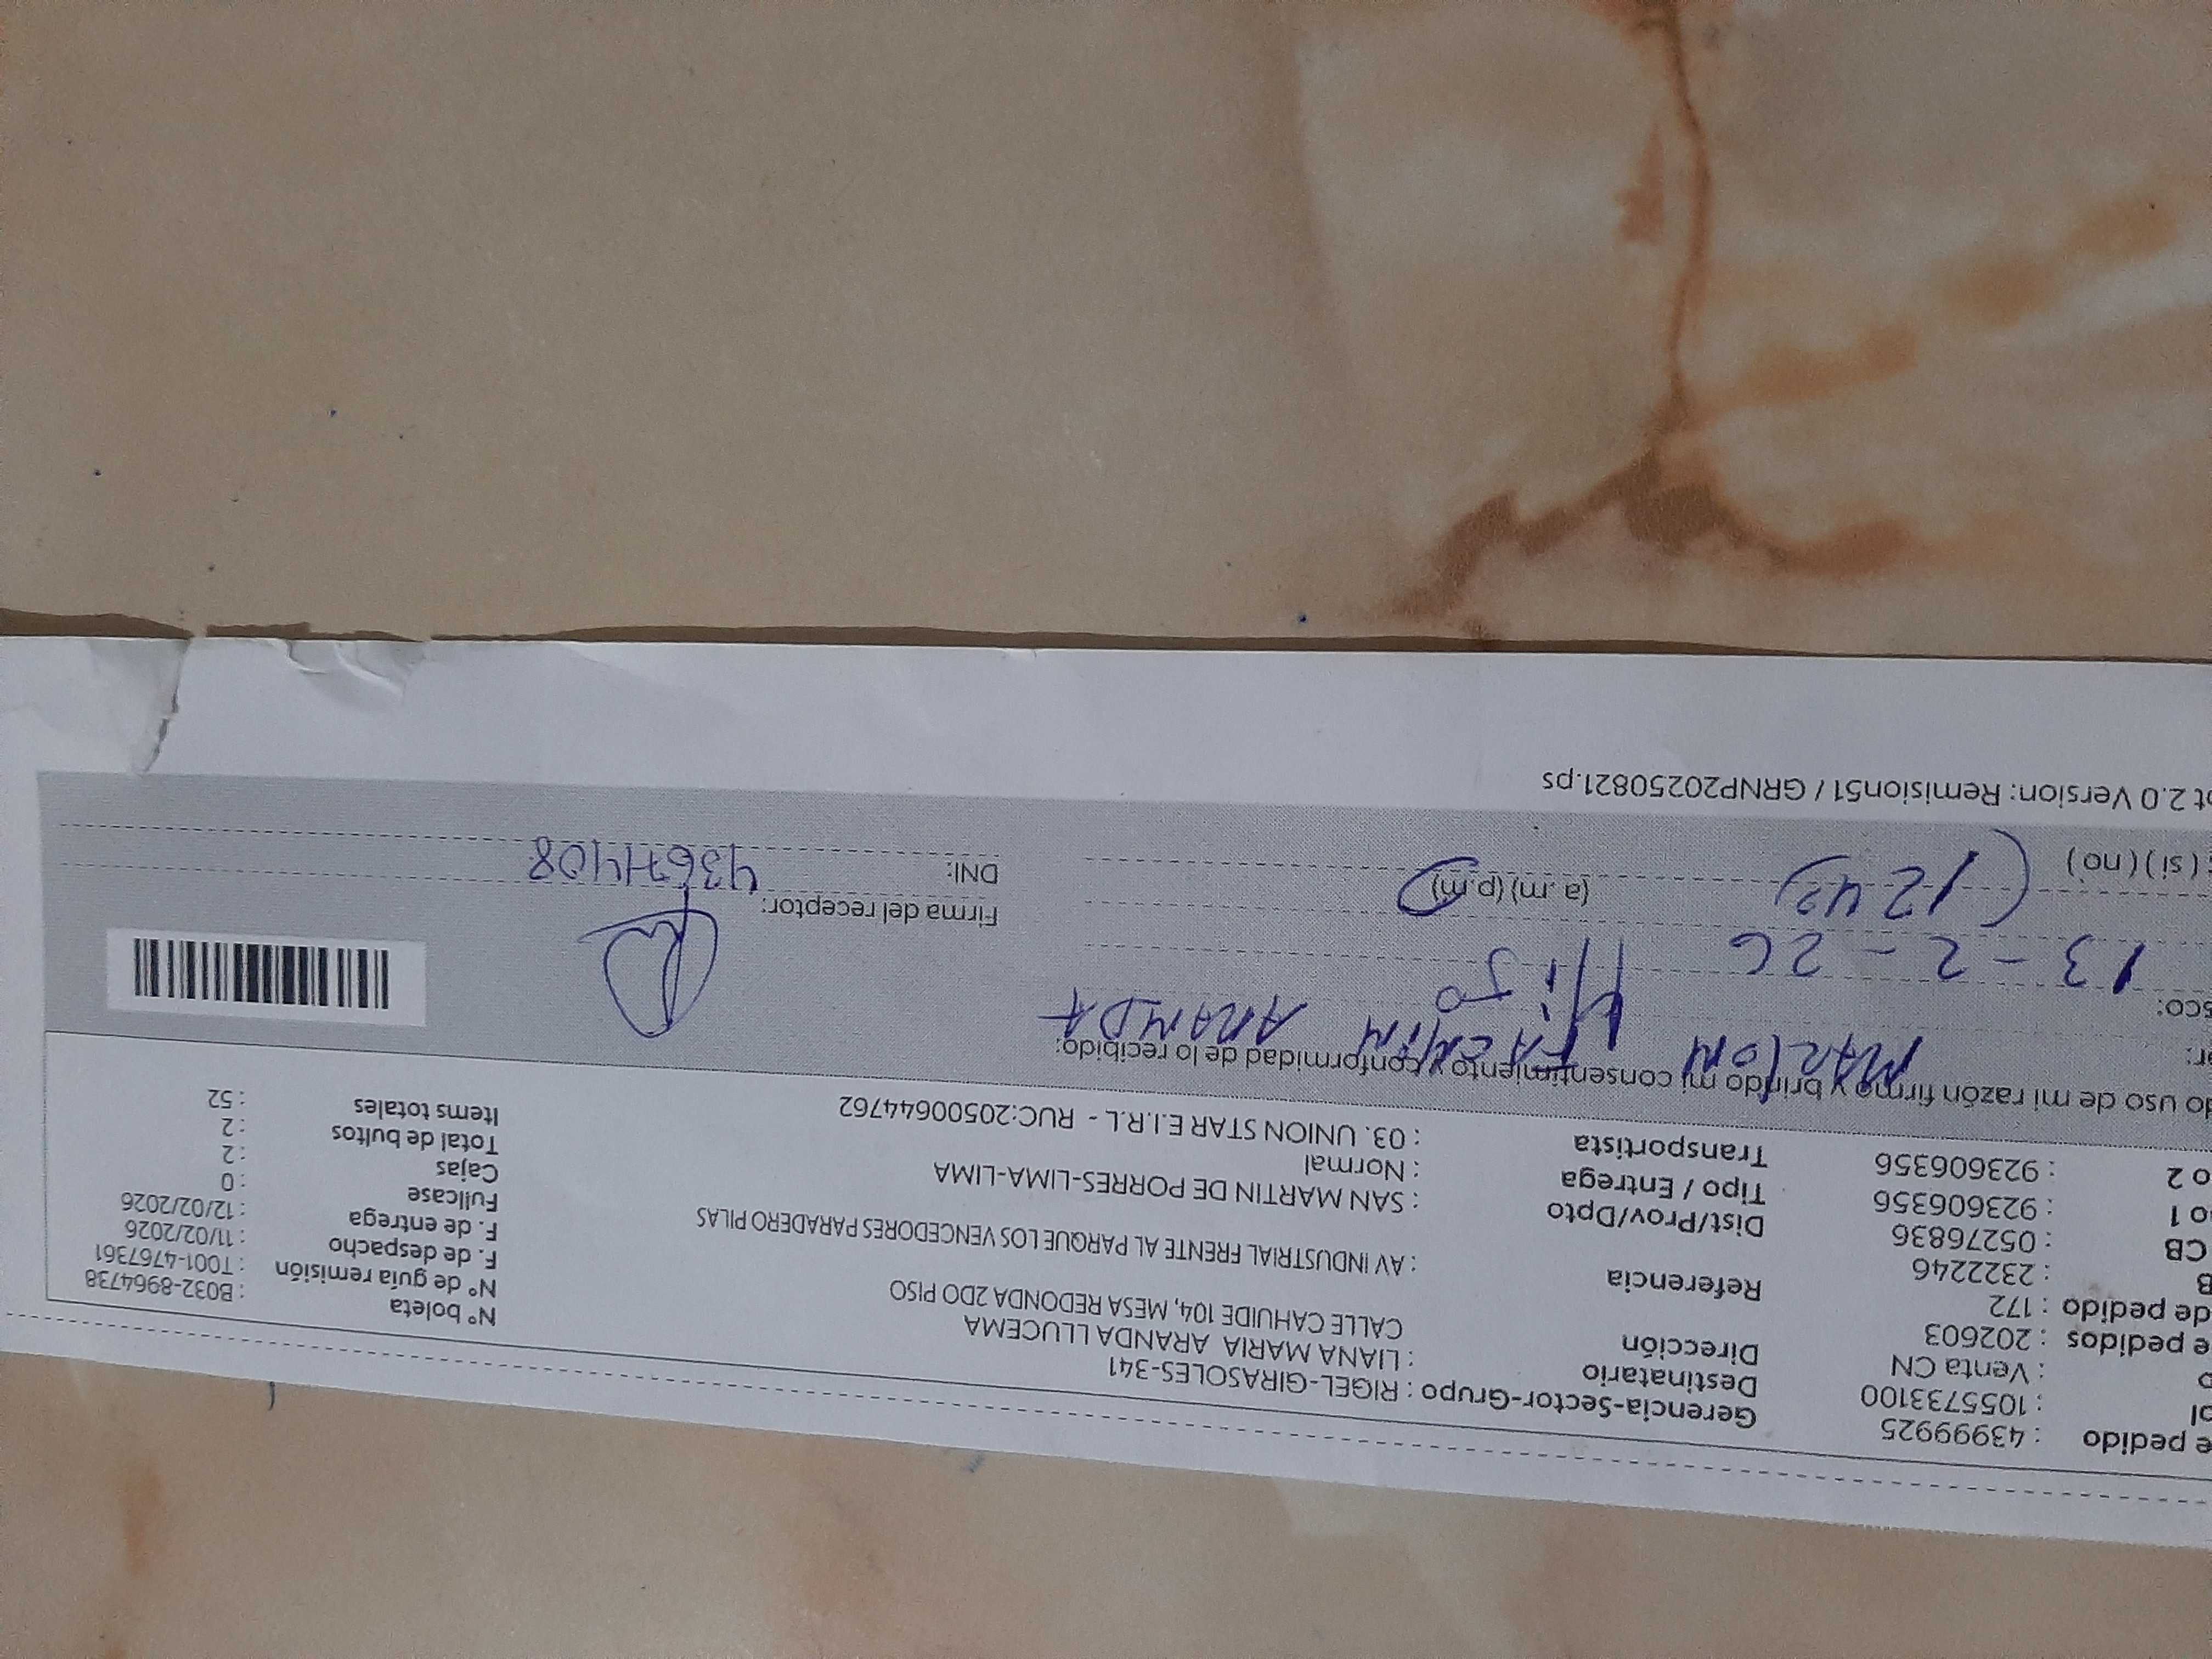 e pedido : 43999925
ol : 1055733100
o : Venta CN
e pedidos : 202603
de pedido : 172
B : 2322246
CB : 05276836
o 1 : 923606356
o 2 : 923606356
Gerencia-Sector-Grupo : RIGEL-GIRASOLES-341
Destinatario : LIANA MARIA ARANDA LLUCEMA
Dirección CALLE CAHUIDE 104, MESA REDONDA 2DO PISO
Referencia : AV INDUSTRIAL FRENTE AL PARQUE LOS VENCEDORES PARADERO PILAS
Dist/Prov/Dpto : SAN MARTIN DE PORRES-LIMA-LIMA
Tipo / Entrega : Normal
Transportista : 03. UNION STAR E.I.R.L - RUC:20500644762
N° boleta : B032-8964738
N° de guía remisión : T001-4767361
F. de despacho : 11/02/2026
F. de entrega : 12/02/2026
Fullcase : 0
Cajas : 2
Total de bultos : 2
Items totales : 52
do uso de mi razón firmo y brindo mi consentimiento y conformidad de lo recibido:
or: MARLON ARANDA
sco:
13-2-26
(1242) (a.m) (p.m)
: (si) (no)
Firma del receptor:
DNI:
ot 2.0 Version: Remision51 / GRNP20250821.ps